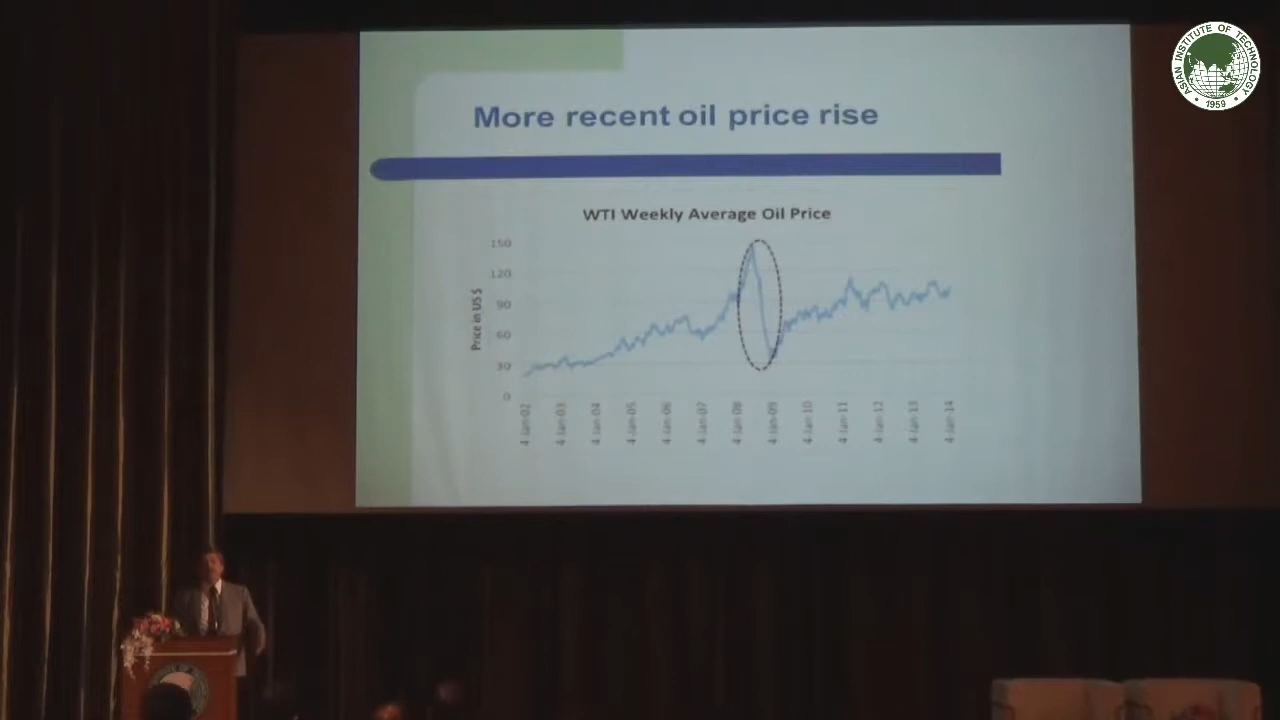 ASIAN INSTITUTE OF TECHNOLOGY
• 1959 •
More recent oil price rise
WTI Weekly Average Oil Price
Price in US $
150
120
90
60
30
0
4-Jan-02
4-Jan-03
4-Jan-04
4-Jan-05
4-Jan-06
4-Jan-07
4-Jan-08
4-Jan-09
4-Jan-10
4-Jan-11
4-Jan-12
4-Jan-13
4-Jan-14